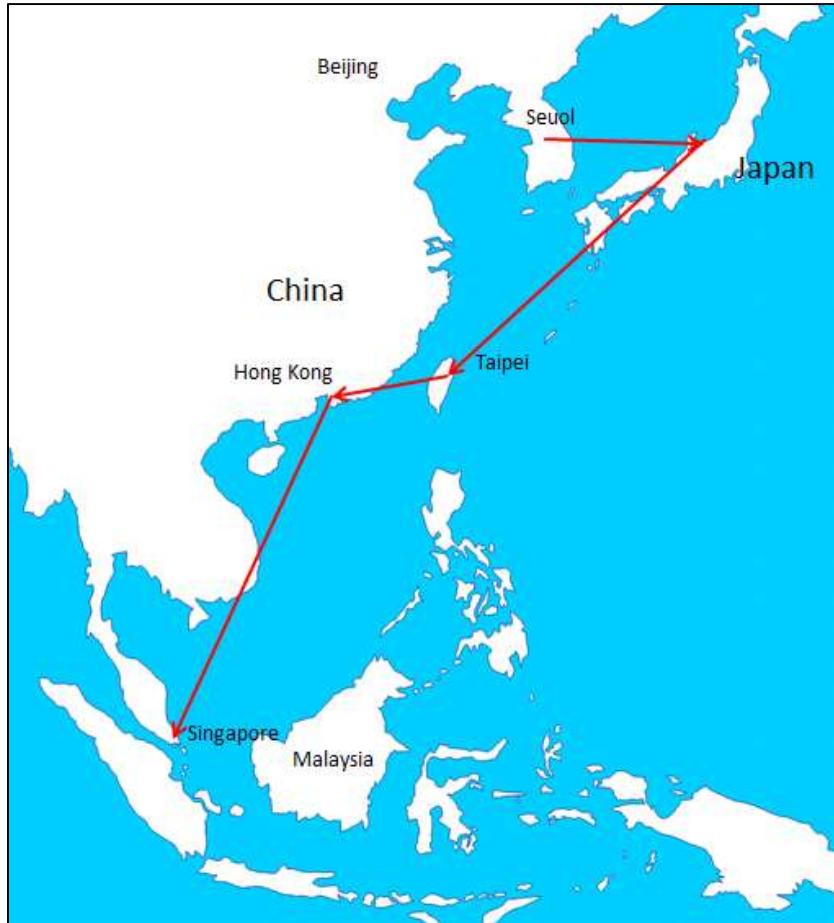 Beijing
Seuol
Japan
China
Taipei
Hong Kong
Singapore
Malaysia